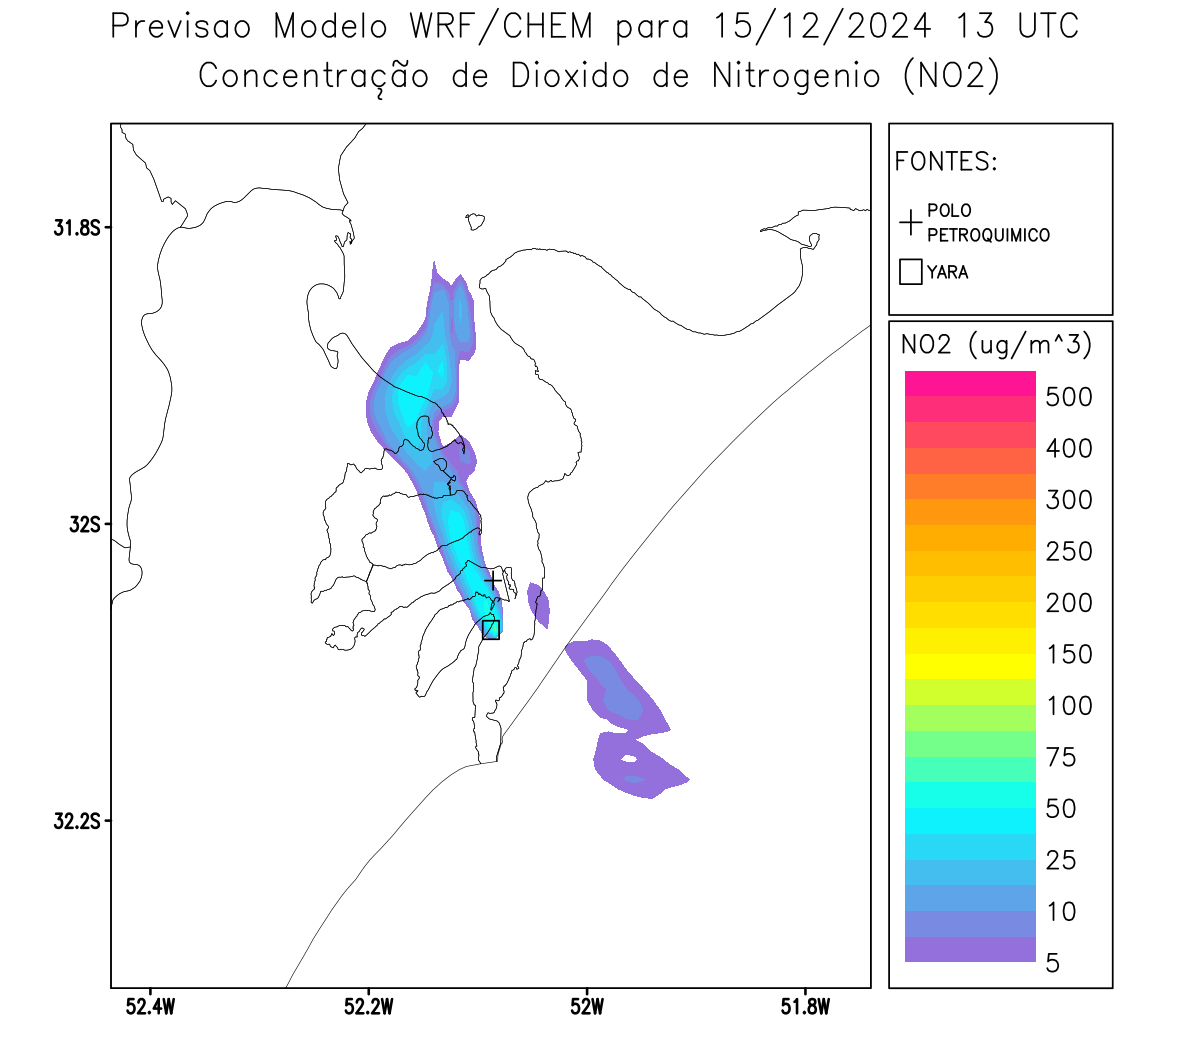 Previsao Modelo WRF/CHEM para 15/12/2024 13 UTC
Concentração de Dioxido de Nitrogenio (NO2)
FONTES:
POLO
PETROQUIMICO
YARA
31.8S
32S
32.2S
52.4W
52.2W
52W
51.8W
NO2 (ug/m^3)
500
400
300
250
200
150
100
75
50
25
10
5